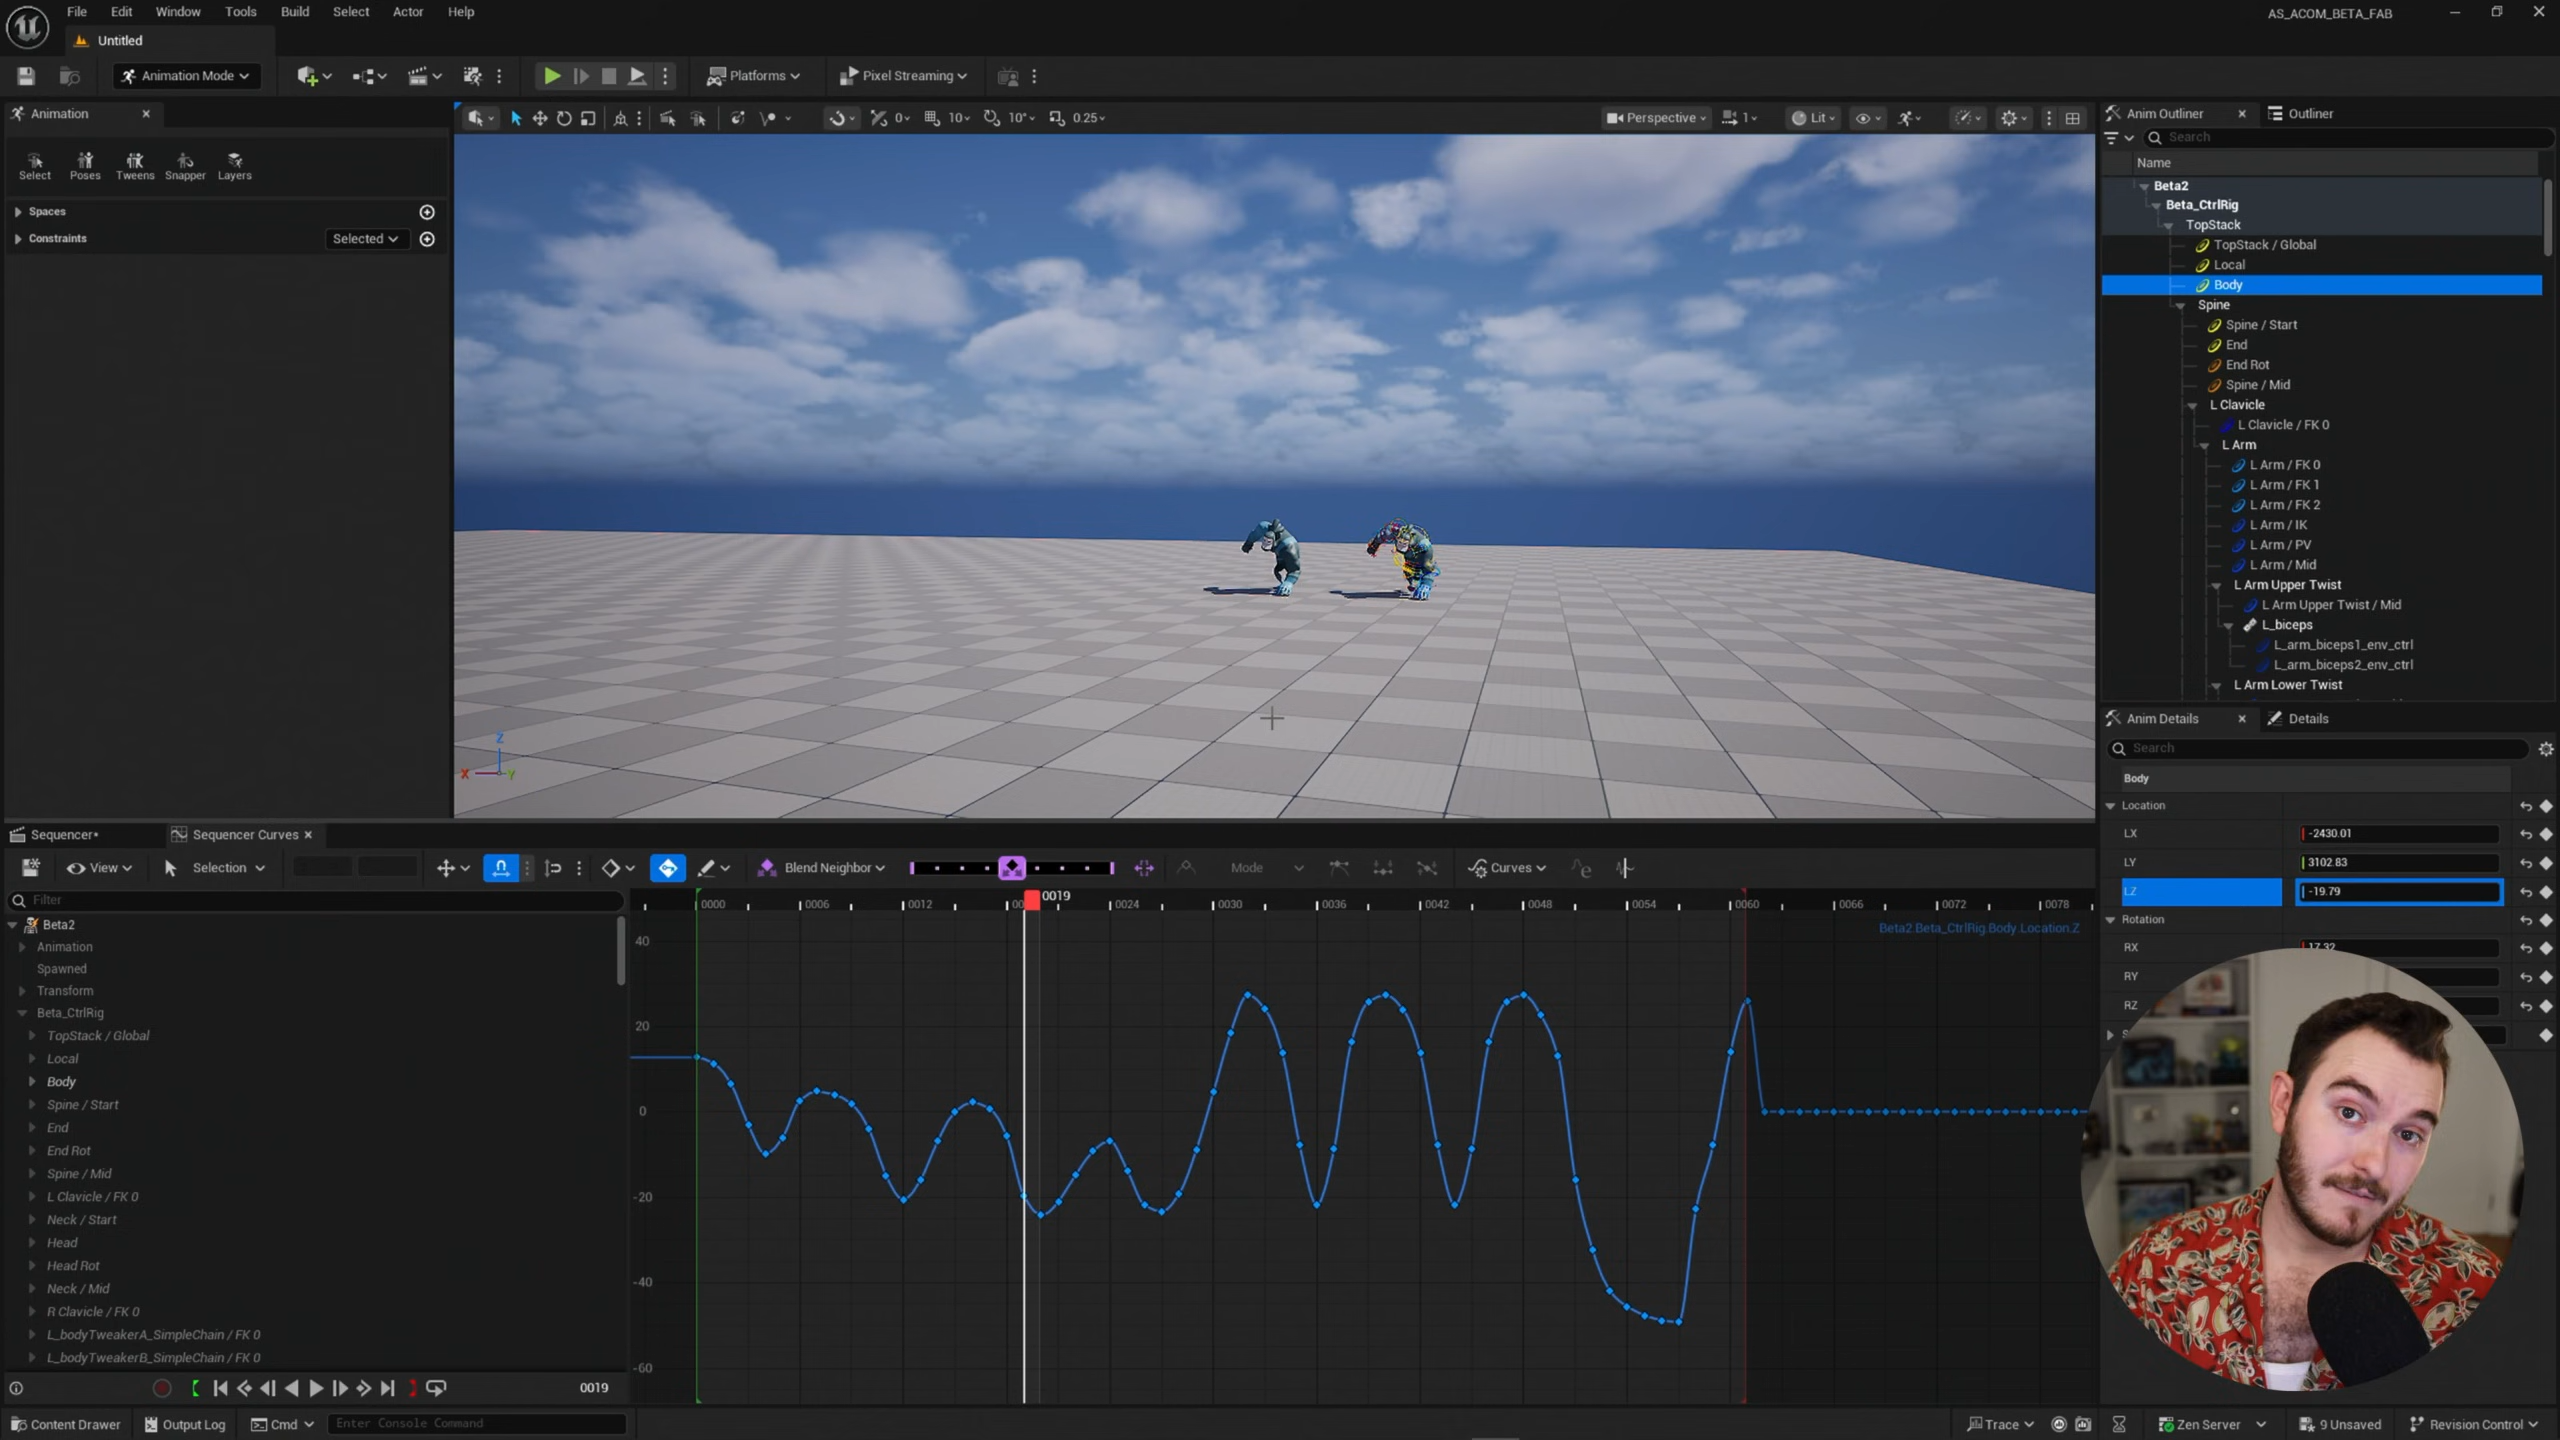 File Edit Window Tools Build Select Actor Help
AS_ACOM_BETA_FAB
Untitled
Animation Mode
Platforms
Pixel Streaming
Animation
Select Poses Tweens Snapper Layers
Spaces
Constraints
Selected
0
10
10°
0.25
Perspective
1
Lit
Z
X
Y
Anim Outliner
Outliner
Search
Name
Beta2
Beta_CtrlRig
TopStack
TopStack / Global
Local
Body
Spine
Spine / Start
End
End Rot
Spine / Mid
L Clavicle
L Clavicle / FK 0
L Arm
L Arm / FK 0
L Arm / FK 1
L Arm / FK 2
L Arm / IK
L Arm / PV
L Arm / Mid
L Arm Upper Twist
L Arm Upper Twist / Mid
L_biceps
L_arm_biceps1_env_ctrl
L_arm_biceps2_env_ctrl
L Arm Lower Twist
Anim Details
Details
Search
Body
Location
LX -2430.01
LY 3102.83
LZ -19.79
Rotation
RX 17.32
RY
RZ
Sequencer*
Sequencer Curves
View
Selection
Blend Neighbor
Mode
Curves
Filter
Beta2
Animation
Spawned
Transform
Beta_CtrlRig
TopStack / Global
Local
Body
Spine / Start
End
End Rot
Spine / Mid
L Clavicle / FK 0
Neck / Start
Head
Head Rot
Neck / Mid
R Clavicle / FK 0
L_bodyTweakerA_SimpleChain / FK 0
L_bodyTweakerB_SimpleChain / FK 0
0019
0019
0000 0006 0012 0024 0030 0036 0042 0048 0054 0060 0066 0072 0078
Beta2.Beta_CtrlRig.Body.Location.Z
40
20
0
-20
-40
-60
Content Drawer
Output Log
Cmd
Enter Console Command
Trace
Zen Server
9 Unsaved
Revision Control